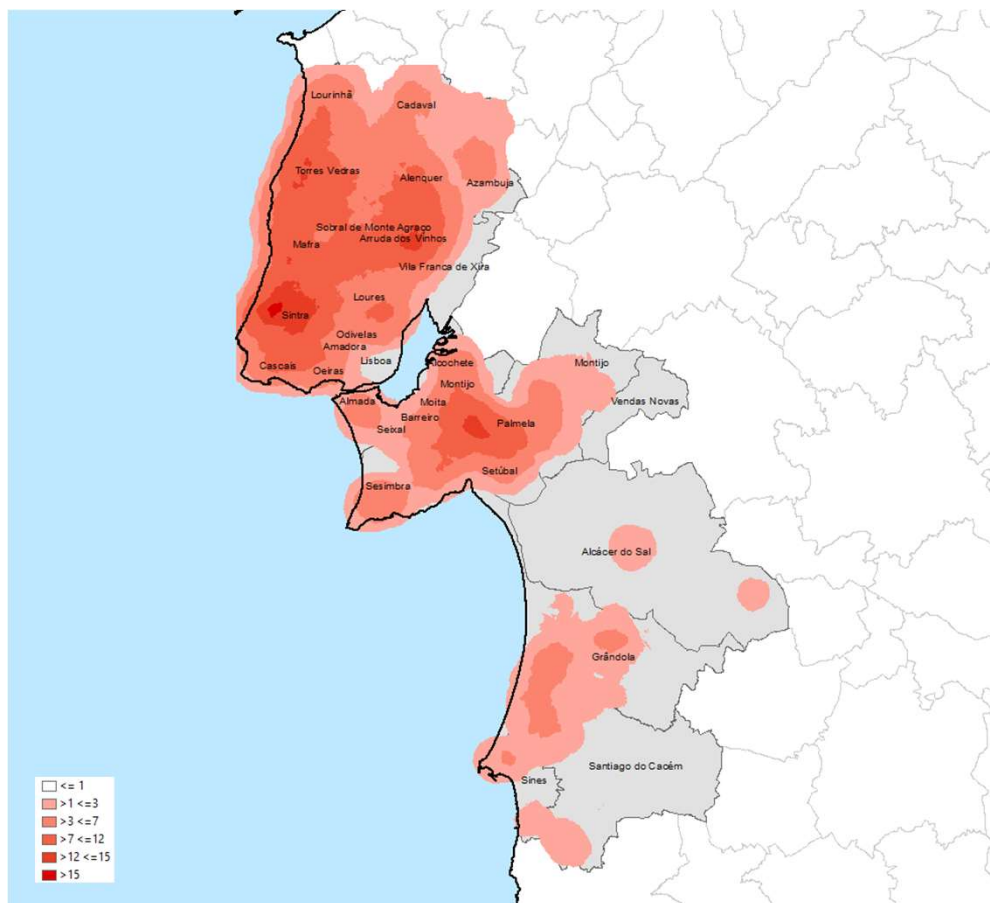 Lourinhã
Cadaval
Torres Vedras
Alenquer
Azambuja
Sobral de Monte Agraço
Arruda dos Vinhos
Mafra
Vila Franca de Xira
Loures
Sintra
Odivelas
Amadora
Lisboa
Cascais
Oeiras
Alcochete
Montijo
Montijo
Vendas Novas
Almada
Moita
Barreiro
Seixal
Palmela
Setúbal
Sesimbra
Alcácer do Sal
Grândola
Santiago do Cacém
Sines
<= 1
>1 <=3
>3 <=7
>7 <=12
>12 <=15
>15